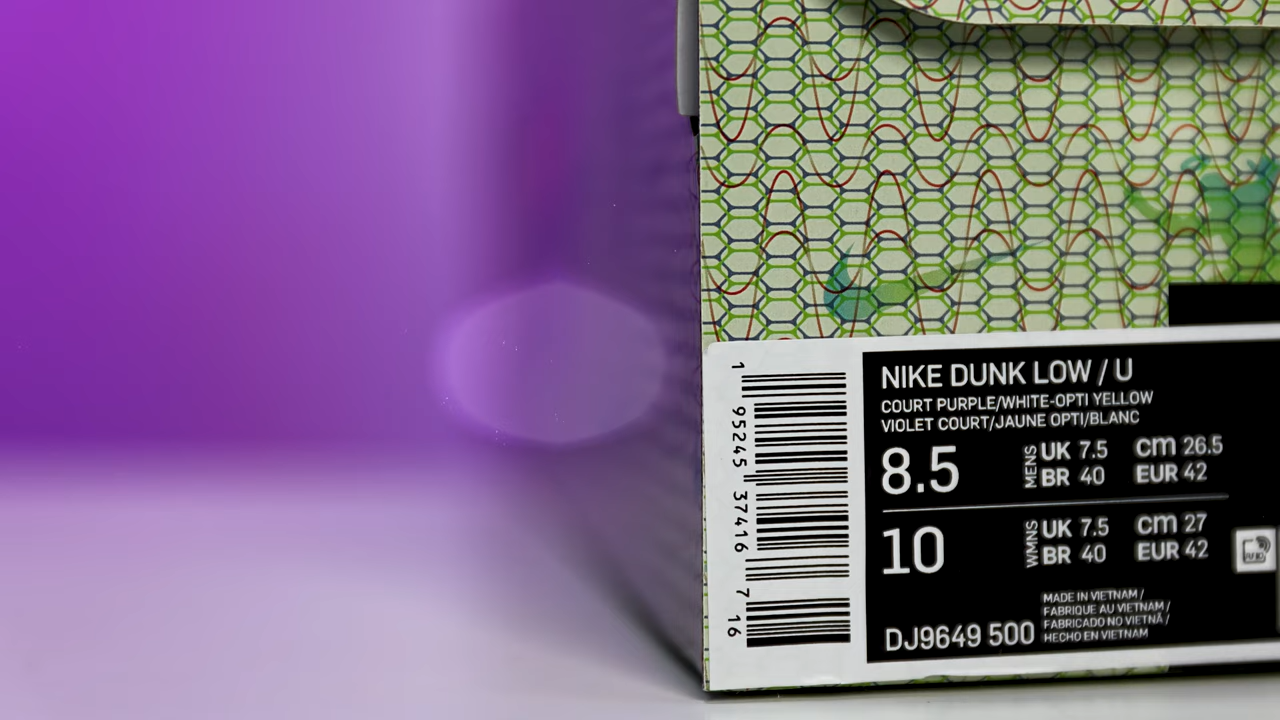 1 95245 37416 7 16
NIKE DUNK LOW / U
COURT PURPLE/WHITE-OPTI YELLOW
VIOLET COURT/JAUNE OPTI/BLANC
8.5 MENS UK 7.5 cm 26.5
BR 40 EUR 42
10 WMNS UK 7.5 cm 27
BR 40 EUR 42
DJ9649 500
MADE IN VIETNAM /
FABRIQUE AU VIETNAM /
FABRICADO NO VIETNÃ /
HECHO EN VIETNAM